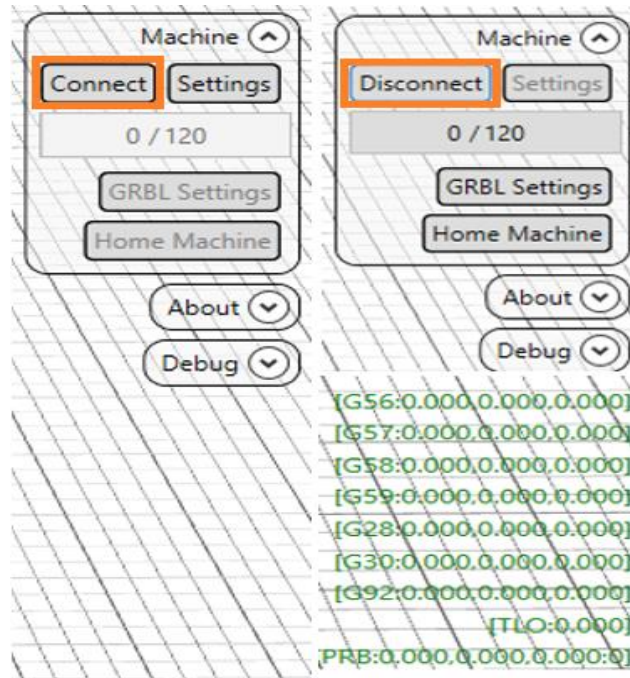 Machine
Connect Settings
0 / 120
GRBL Settings
Home Machine
About
Debug
Machine
Disconnect Settings
0 / 120
GRBL Settings
Home Machine
About
Debug
[G56:0.000,0.000,0.000]
[G57:0.000,0.000,0.000]
[G58:0.000,0.000,0.000]
[G59:0.000,0.000,0.000]
[G28:0.000,0.000,0.000]
[G30:0.000,0.000,0.000]
[G92:0.000,0.000,0.000]
[TLO:0.000]
PRB:0.000,0.000,0.000:0]